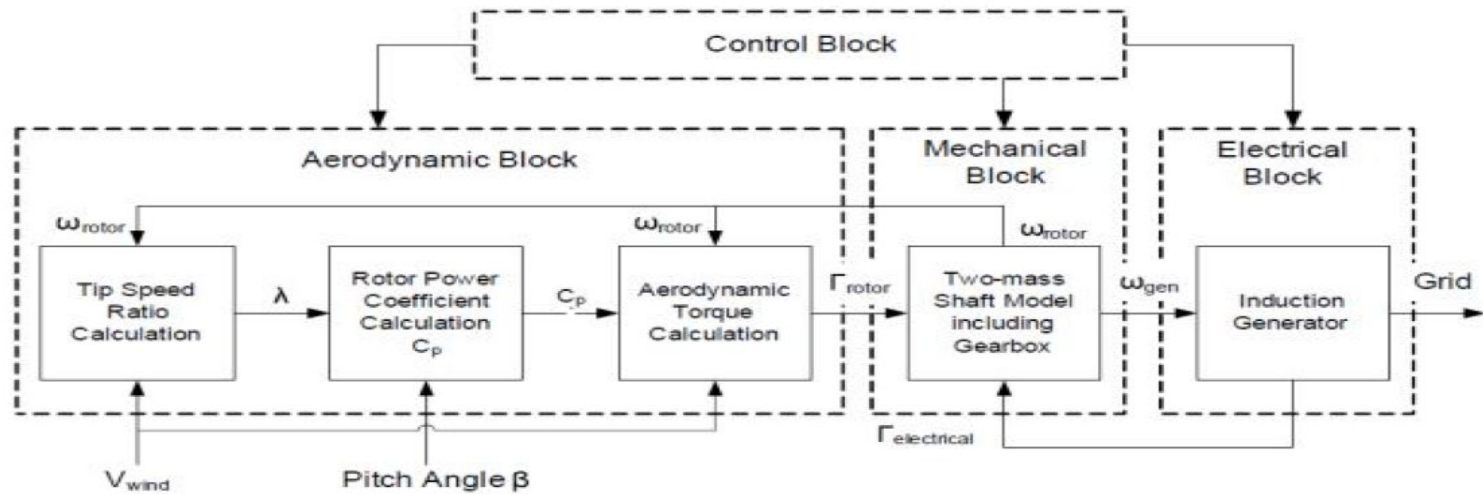 Control Block
Aerodynamic Block
Mechanical
Block
Electrical
Block
ωrotor
ωrotor
ωrotor
Tip Speed
Ratio
Calculation
λ
Rotor Power
Coefficient
Calculation
Cp
Cp
Aerodynamic
Torque
Calculation
Γrotor
Two-mass
Shaft Model
including
Gearbox
ωgen
Induction
Generator
Grid
Γelectrical
Vwind
Pitch Angle β